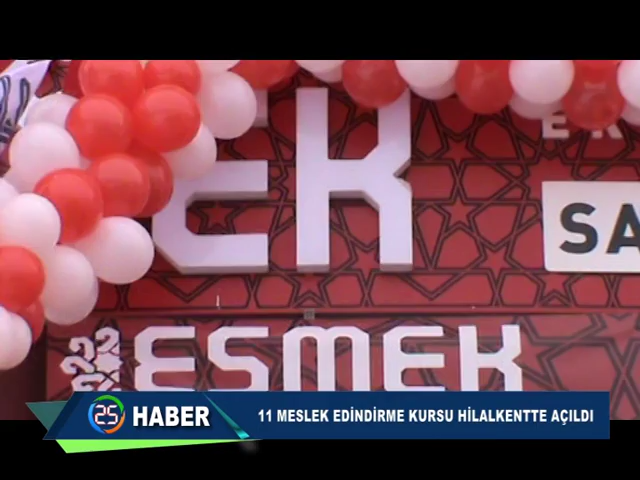 EK
SA
ESMEK
25 HABER
11 MESLEK EDİNDİRME KURSU HİLALKENTTE AÇILDI